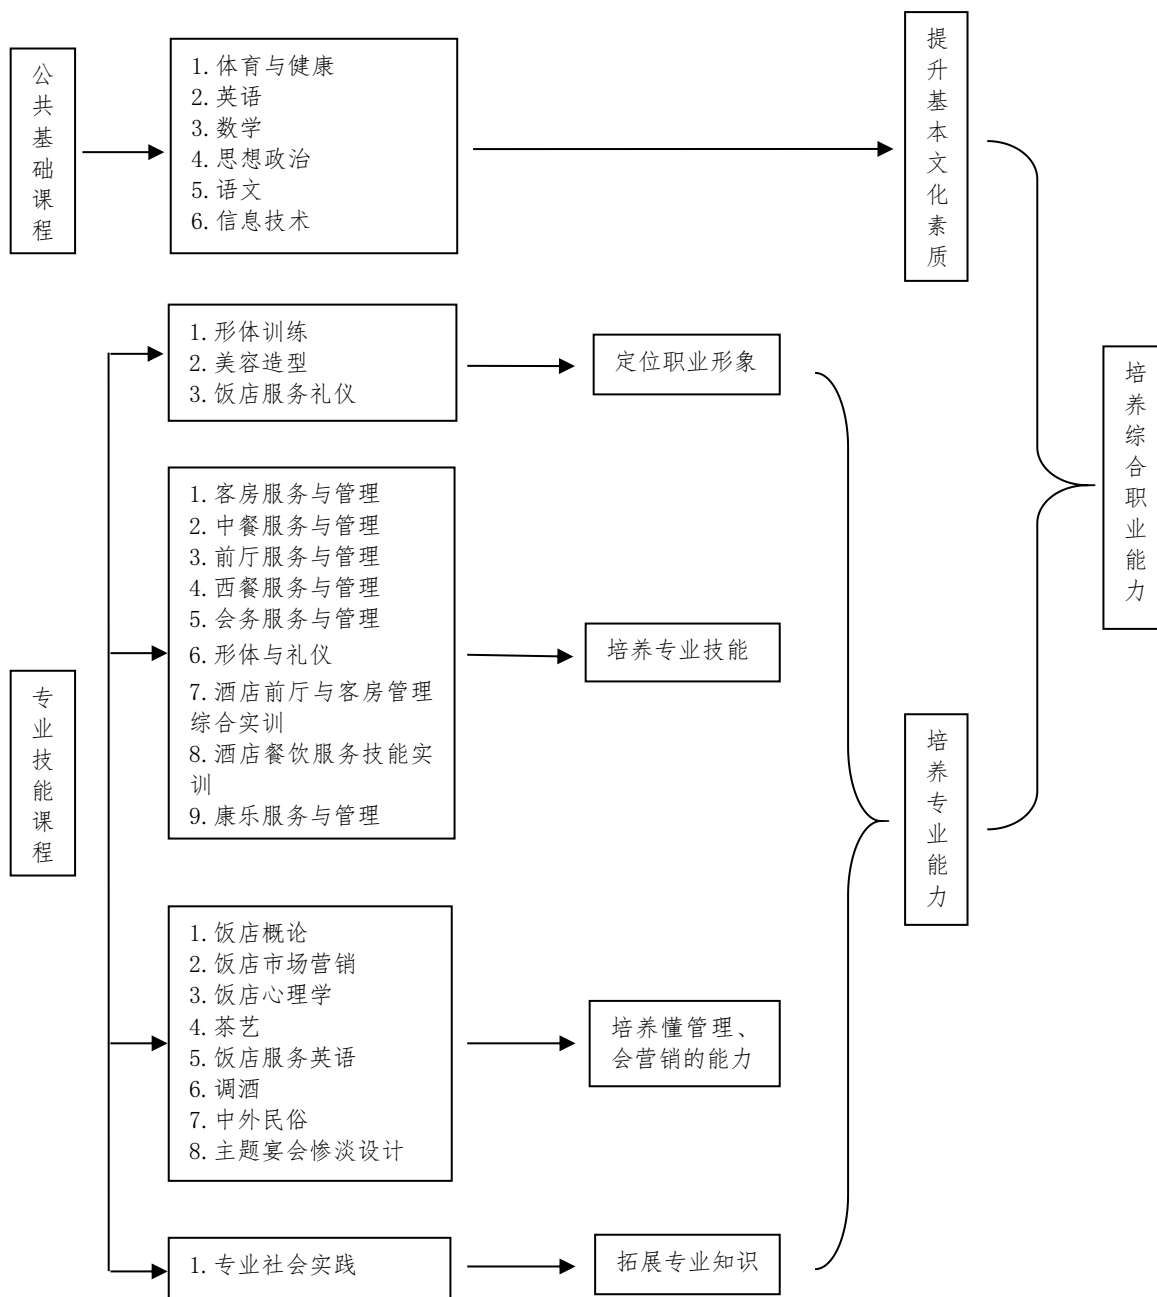 公共基础课程
1.体育与健康
2.英语
3.数学
4.思想政治
5.语文
6.信息技术
提升基本文化素质
专业技能课程
1.形体训练
2.美容造型
3.饭店服务礼仪
定位职业形象
1.客房服务与管理
2.中餐服务与管理
3.前厅服务与管理
4.西餐服务与管理
5.会务服务与管理
6.形体与礼仪
7.酒店前厅与客房管理
综合实训
8.酒店餐饮服务技能实
训
9.康乐服务与管理
培养专业技能
1.饭店概论
2.饭店市场营销
3.饭店心理学
4.茶艺
5.饭店服务英语
6.调酒
7.中外民俗
8.主题宴会惨淡设计
培养懂管理、
会营销的能力
1.专业社会实践
拓展专业知识
培养专业能力
培养综合职业能力